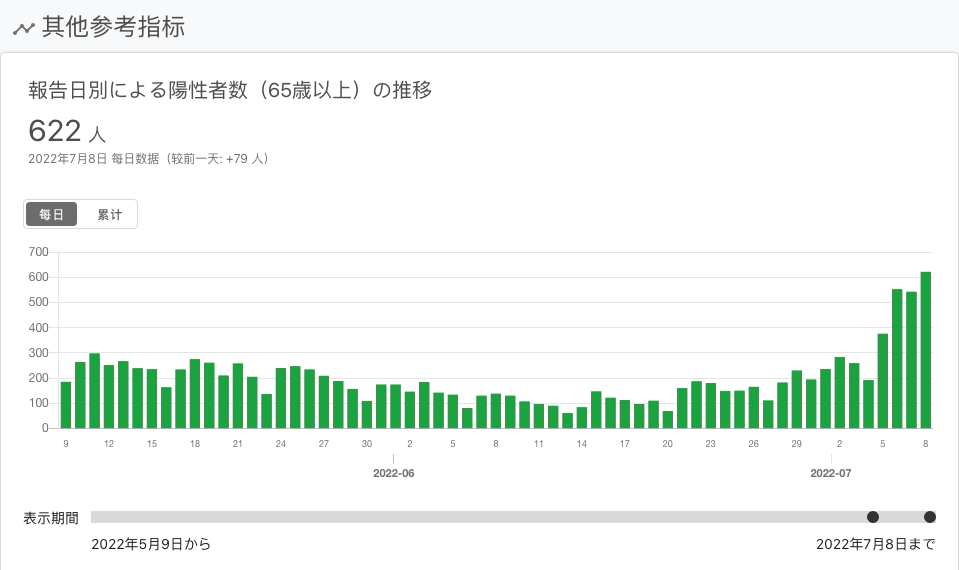 其他参考指标
報告日別による陽性者数（65歳以上）の推移
622 人
2022年7月8日 每日数据（较前一天: +79 人）
每日 累计
700
600
500
400
300
200
100
0
9 12 15 18 21 24 27 30 2 5 8 11 14 17 20 23 26 29 2 5 8
2022-06 2022-07
表示期間
2022年5月9日から 2022年7月8日まで